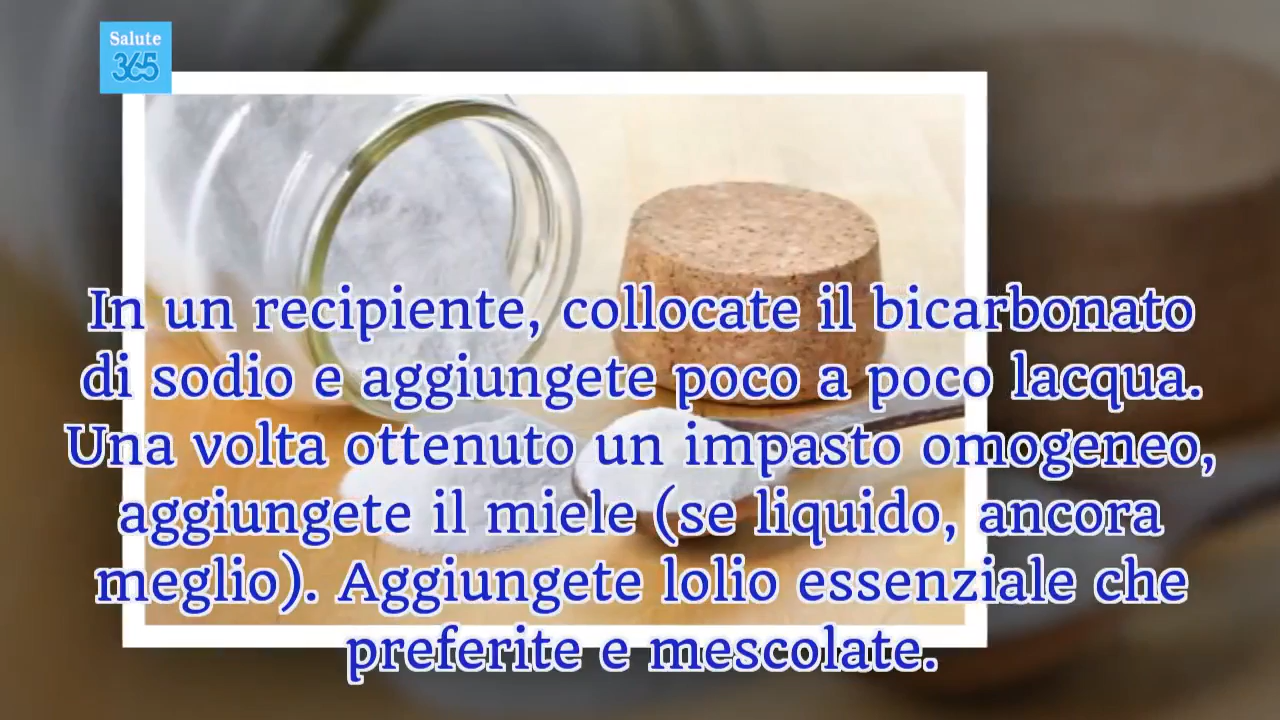 Salute
365
In un recipiente, collocate il bicarbonato
di sodio e aggiungete poco a poco lacqua.
Una volta ottenuto un impasto omogeneo,
aggiungete il miele (se liquido, ancora
meglio). Aggiungete lolio essenziale che
preferite e mescolate.